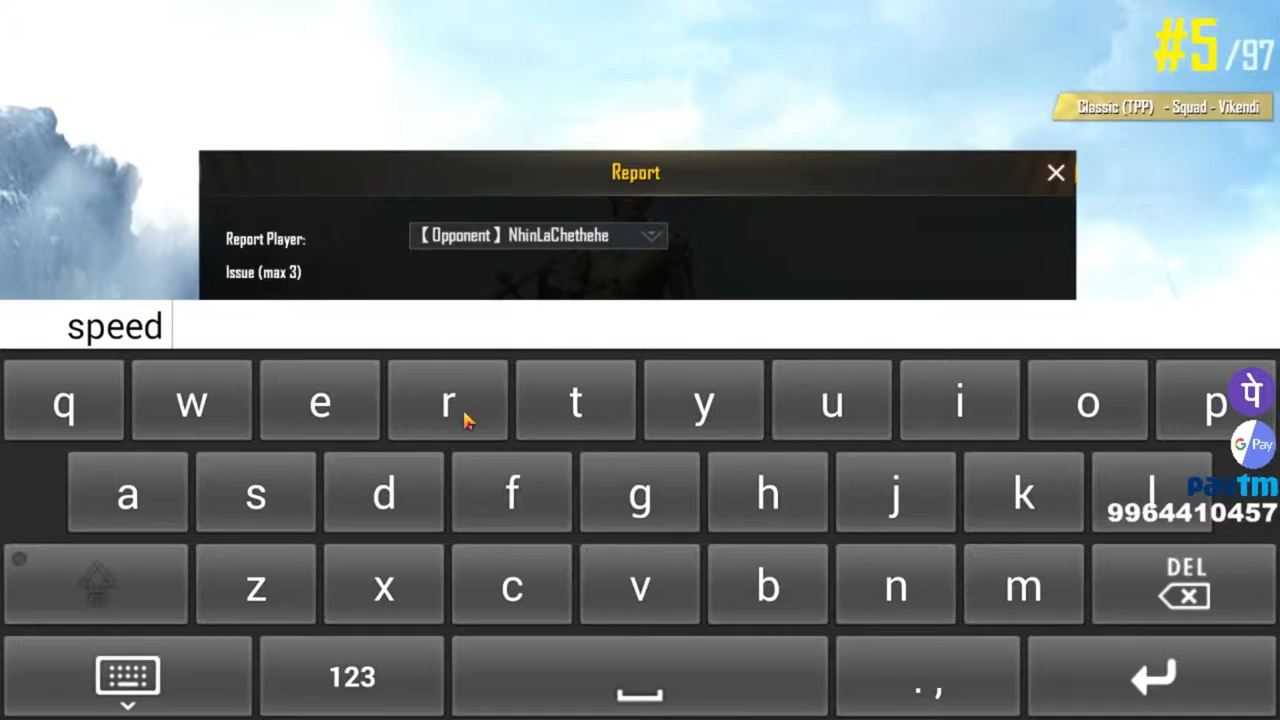 #5/97
Classic (TPP) - Squad - Vikendi
Report
Report Player:
【Opponent】NhinLaChethehe
Issue (max 3)
speed
q w e r t y u i o p
पे
G Pay
a s d f g h j k l
paytm
9964410457
z x c v b n m DEL
123 . ,